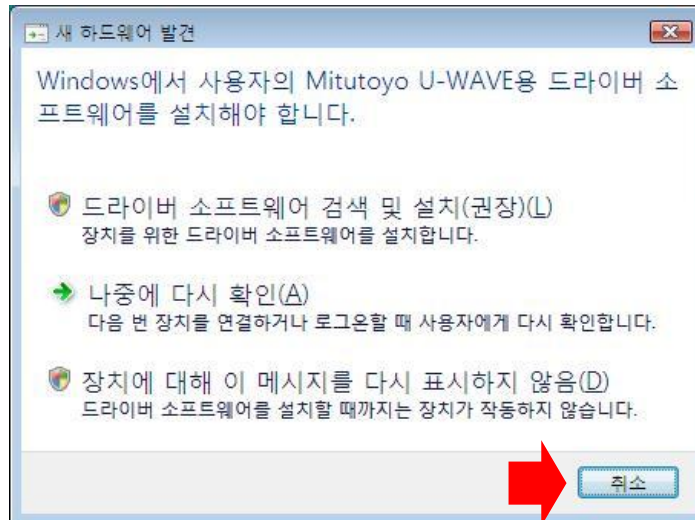 새 하드웨어 발견
Windows에서 사용자의 Mitutoyo U-WAVE용 드라이버 소
프트웨어를 설치해야 합니다.
드라이버 소프트웨어 검색 및 설치(권장)(L)
장치를 위한 드라이버 소프트웨어를 설치합니다.
나중에 다시 확인(A)
다음 번 장치를 연결하거나 로그온할 때 사용자에게 다시 확인합니다.
장치에 대해 이 메시지를 다시 표시하지 않음(D)
드라이버 소프트웨어를 설치할 때까지는 장치가 작동하지 않습니다.
취소